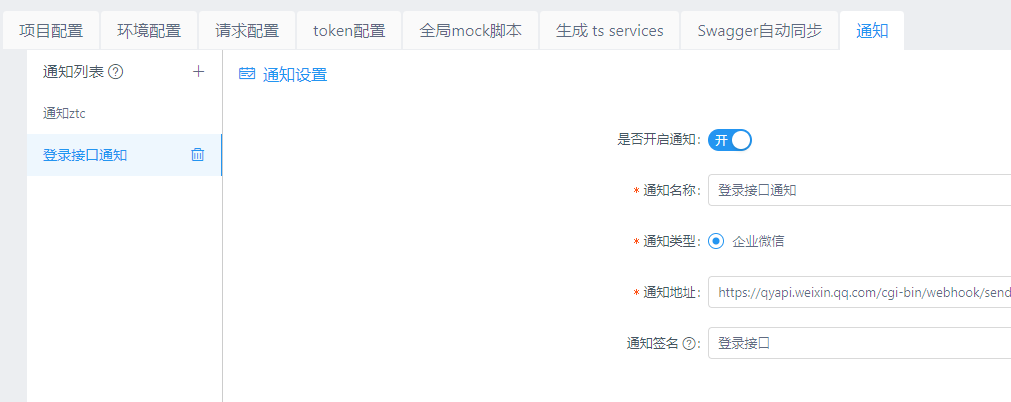 项目配置 环境配置 请求配置 token配置 全局mock脚本 生成 ts services Swagger自动同步 通知
通知列表 ? +
通知设置
通知ztc
是否开启通知: 开
登录接口通知
* 通知名称: 登录接口通知
* 通知类型: 企业微信
* 通知地址: https://qyapi.weixin.qq.com/cgi-bin/webhook/send
通知签名 ?: 登录接口